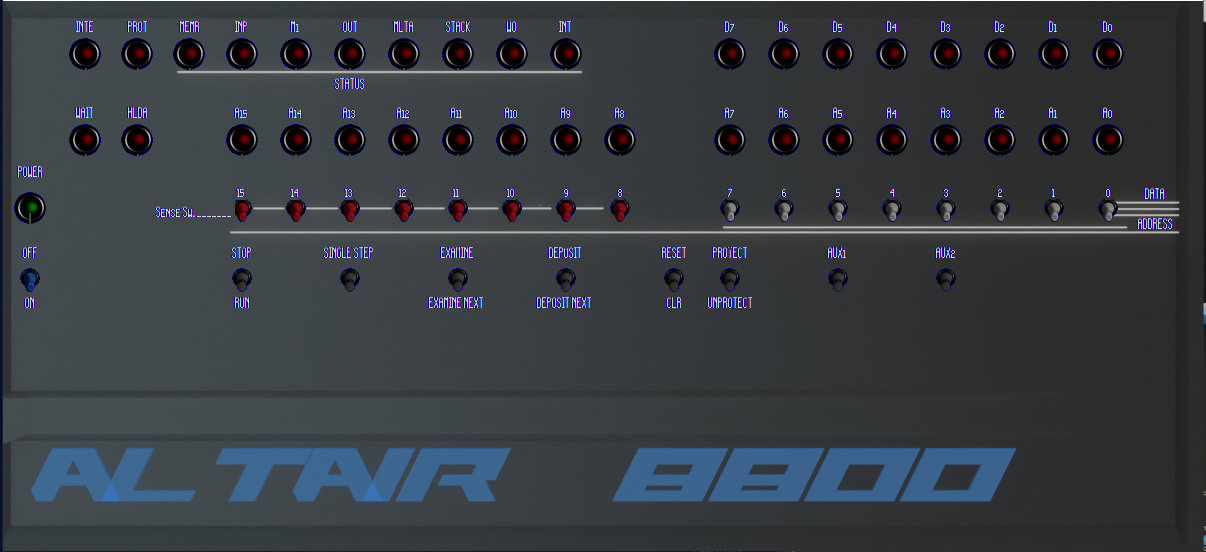 INTE PROT MEMR INP M1 OUT MLTA STACK WO INT D7 D6 D5 D4 D3 D2 D1 D0
STATUS
WAIT HLDA A15 A14 A13 A12 A11 A10 A9 A8 A7 A6 A5 A4 A3 A2 A1 A0
POWER
15 14 13 12 11 10 9 8 7 6 5 4 3 2 1 0 DATA
Sense Sw.______
ADDRESS
OFF STOP SINGLE STEP EXAMINE DEPOSIT RESET PROTECT AUX1 AUX2
ON RUN EXAMINE NEXT DEPOSIT NEXT CLR UNPROTECT
ALTAIR 8800